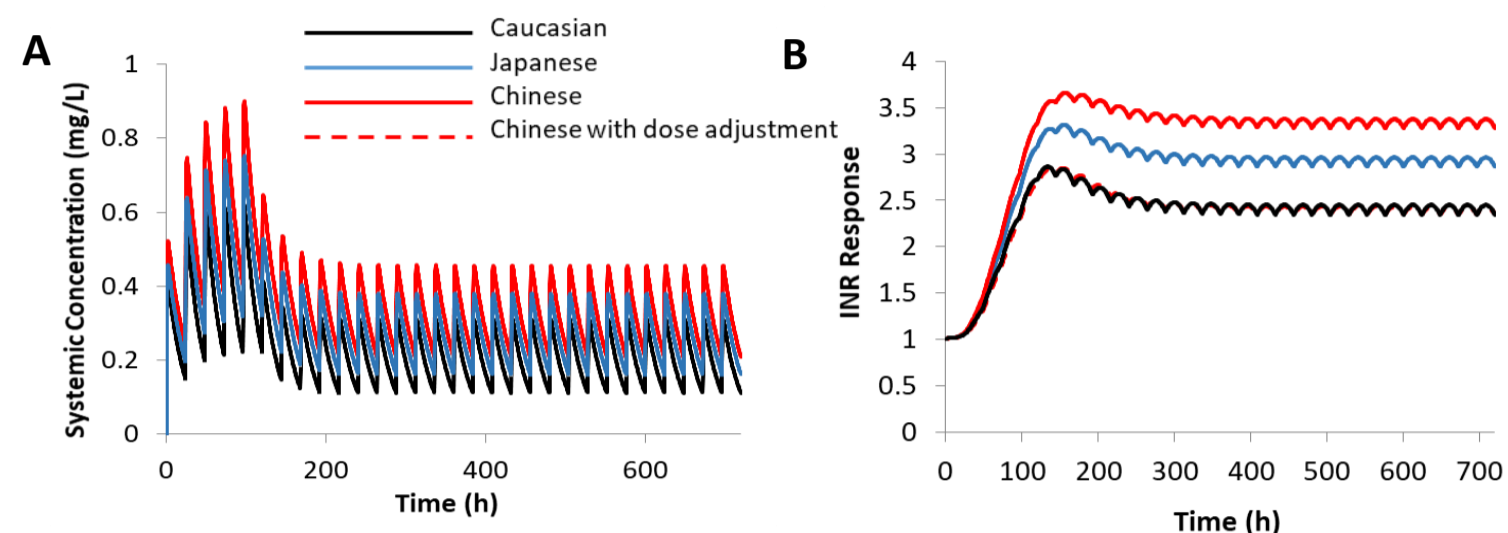 A
Caucasian
Japanese
Chinese
Chinese with dose adjustment
Systemic Concentration (mg/L)
1
0.8
0.6
0.4
0.2
0
0 200 400 600
Time (h)
B
INR Response
4
3.5
3
2.5
2
1.5
1
0.5
0
0 100 200 300 400 500 600 700
Time (h)